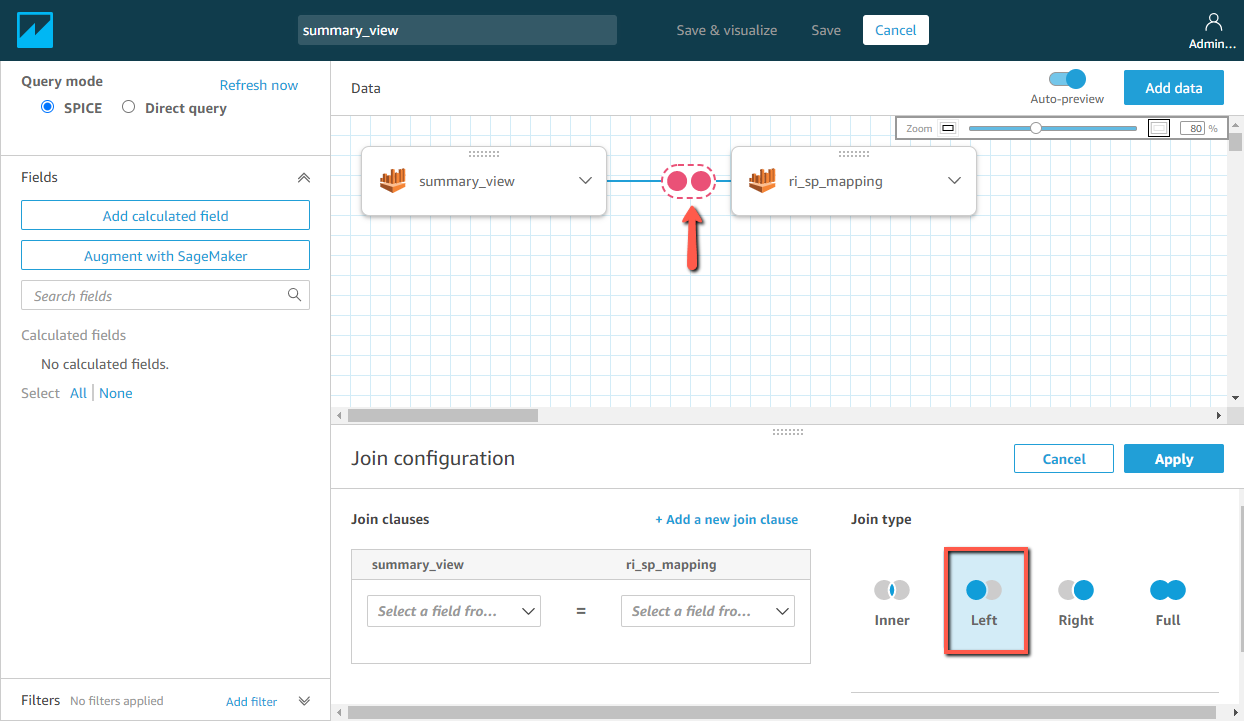 summary_view
Save & visualize
Save
Cancel
Admin...
Query mode
Refresh now
SPICE
Direct query
Data
Auto-preview
Add data
Zoom
80 %
Fields
Add calculated field
Augment with SageMaker
Search fields
Calculated fields
No calculated fields.
Select All | None
summary_view
ri_sp_mapping
Join configuration
Cancel
Apply
Join clauses
+ Add a new join clause
Join type
summary_view
ri_sp_mapping
Select a field fro...
=
Select a field fro...
Inner
Left
Right
Full
Filters
No filters applied
Add filter